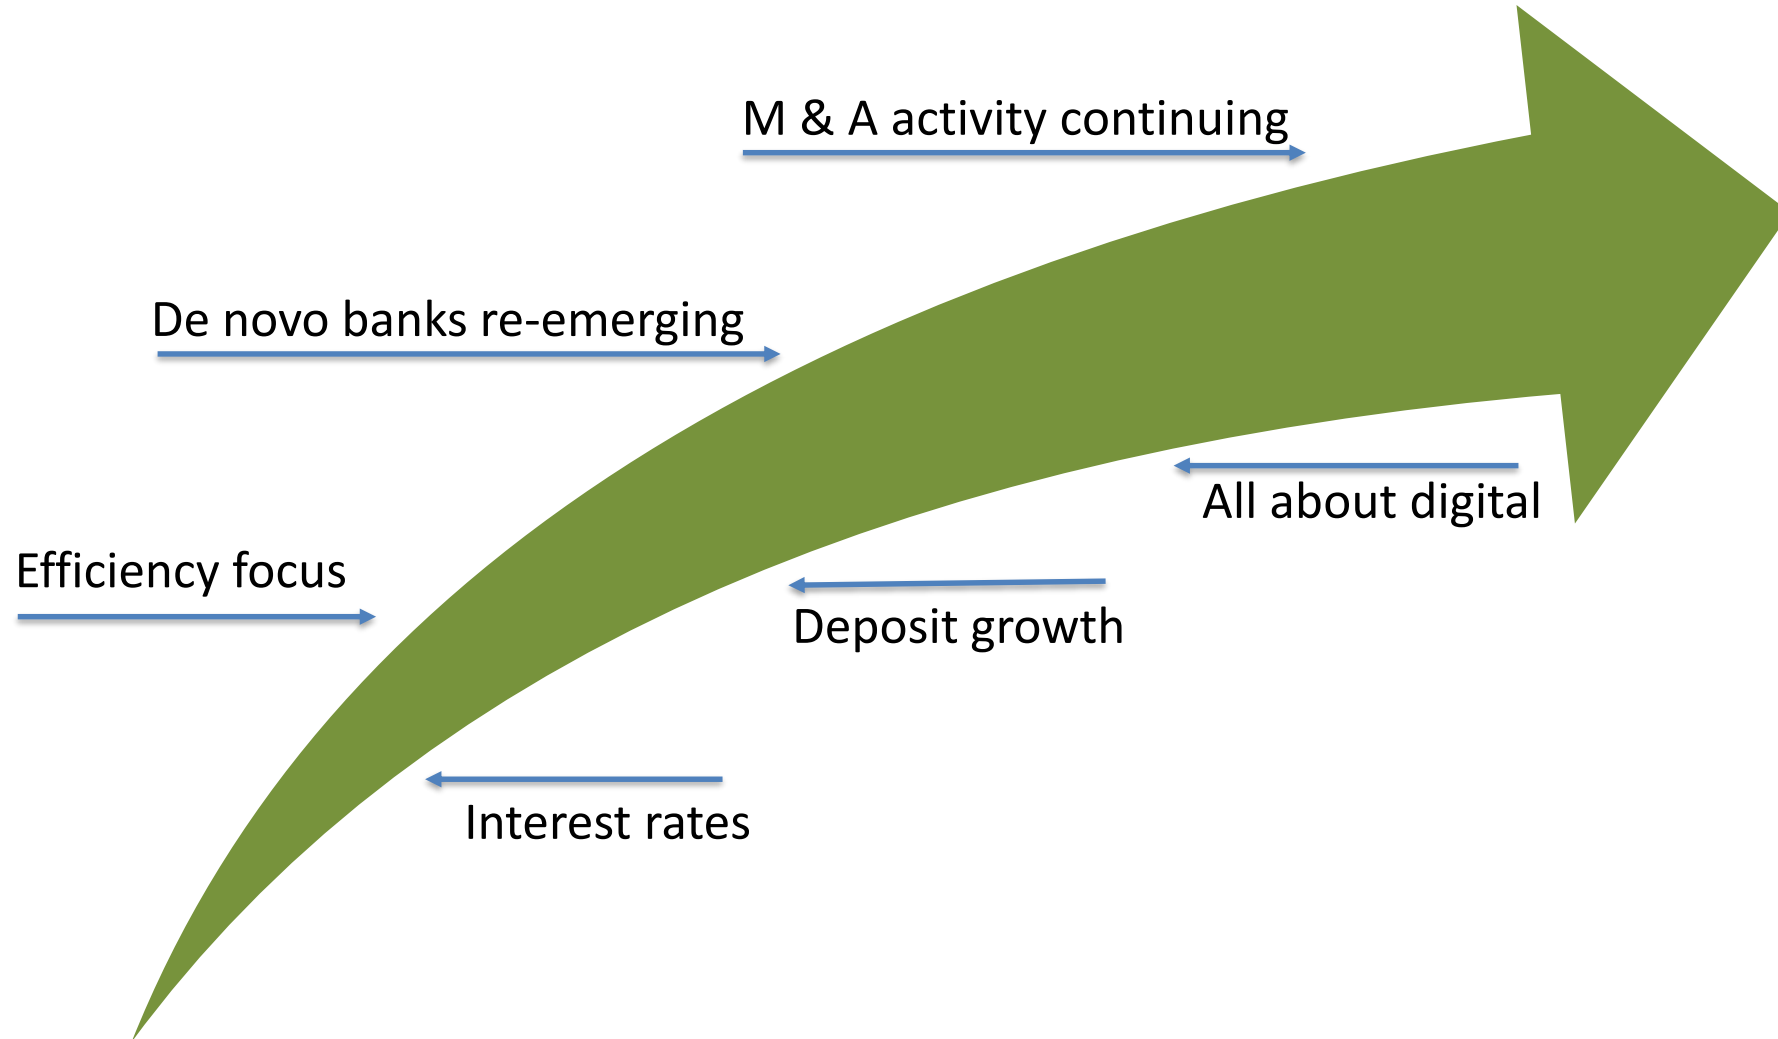 M & A activity continuing
De novo banks re-emerging
All about digital
Efficiency focus
Deposit growth
Interest rates